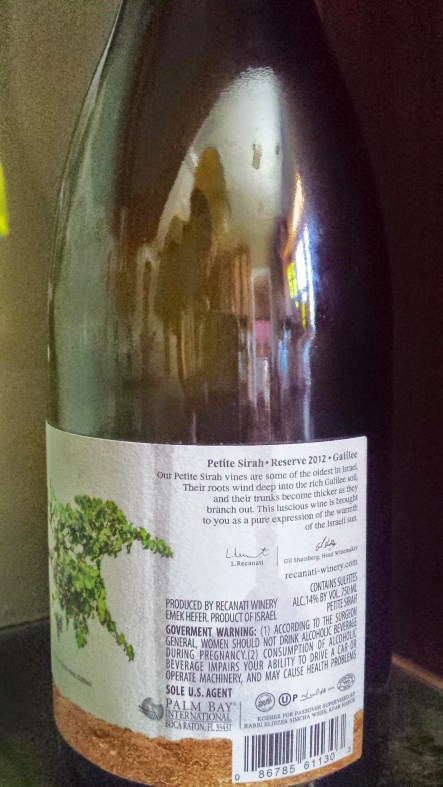 Petite Sirah • Reserve 2012 • Galilee
Our Petite Sirah vines are some of the oldest in Israel.
Their roots wind deep into the rich Galilee soil,
and their trunks become thicker as they
branch out. This luscious wine is brought
to you as a pure expression of the warmth
of the Israeli sun.
L.Recanati
Gil Shatsberg, Head Winemaker
recanati-winery.com
CONTAINS SULFITES
ALC.14% BY VOL. 750 ML
PETITE SIRAH
PRODUCED BY RECANATI WINERY
EMEK HEFER. PRODUCT OF ISRAEL
GOVERMENT WARNING: (1) ACCORDING TO THE SURGEON
GENERAL, WOMEN SHOULD NOT DRINK ALCOHOLIC BEVERAGE
DURING PREGNANCY.(2) CONSUMPTION OF ALCOHOLIC
BEVERAGE IMPAIRS YOUR ABILITY TO DRIVE A CAR OR
OPERATE MACHINERY, AND MAY CAUSE HEALTH PROBLEMS
SOLE U.S. AGENT
PALM BAY®
INTERNATIONAL
BOCA RATON, FL 33431
U P
KOSHER FOR PASSOVER SUPERVISED BY
RABBI ELIEZER SIMCHA WEISS, KFAR HAROE
0 86785 61130 3